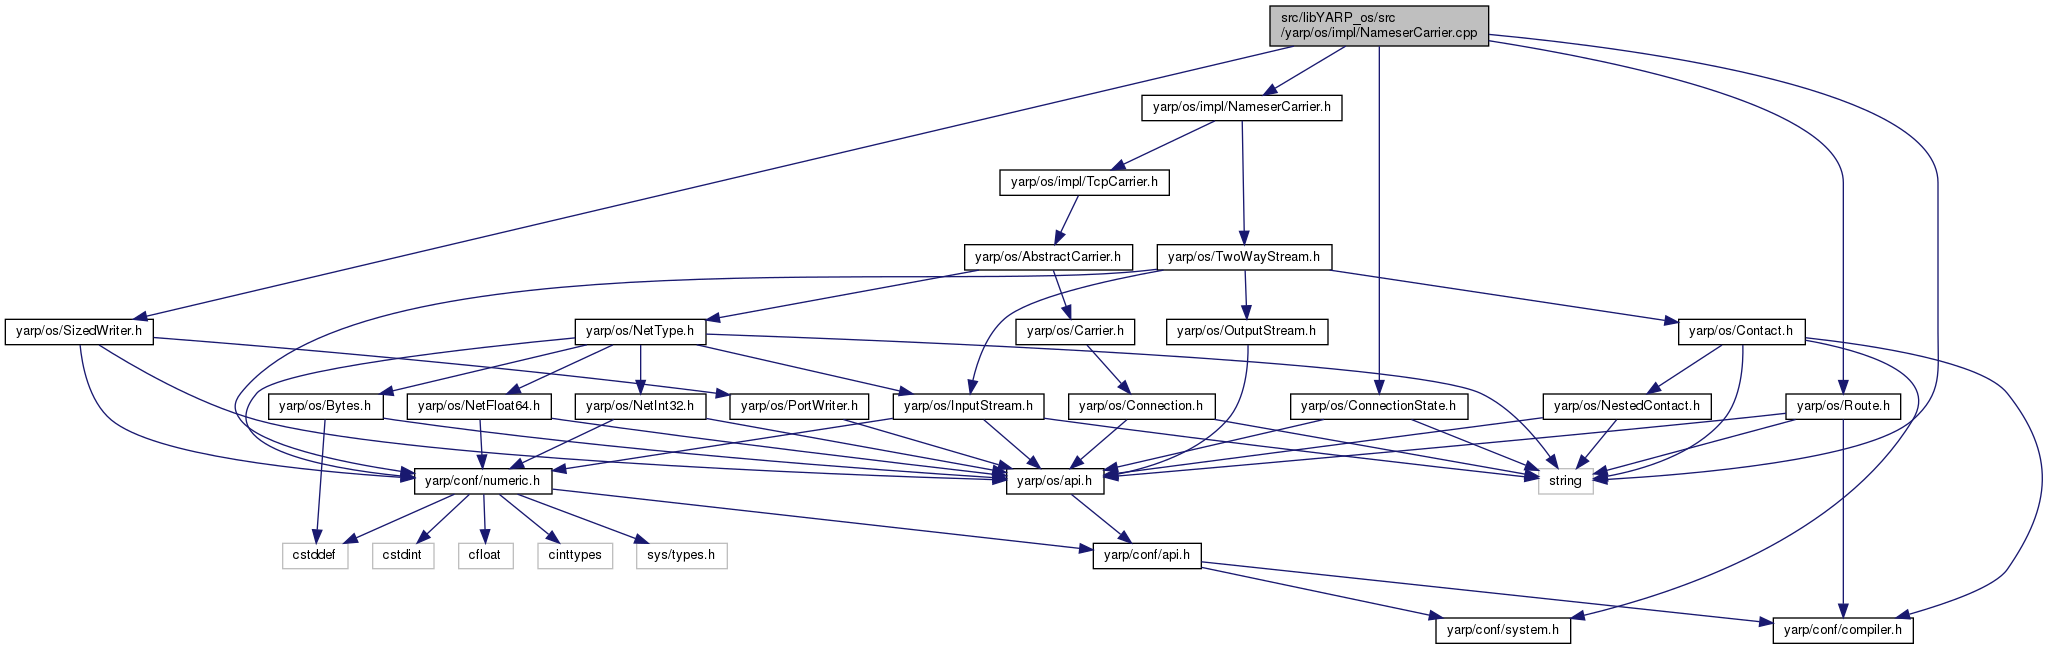 src/libYARP_os/src
/yarp/os/impl/NameserCarrier.cpp
yarp/os/impl/NameserCarrier.h
yarp/os/impl/TcpCarrier.h
yarp/os/AbstractCarrier.h
yarp/os/TwoWayStream.h
yarp/os/SizedWriter.h
yarp/os/NetType.h
yarp/os/Carrier.h
yarp/os/OutputStream.h
yarp/os/Contact.h
yarp/os/Bytes.h
yarp/os/NetFloat64.h
yarp/os/NetInt32.h
yarp/os/PortWriter.h
yarp/os/InputStream.h
yarp/os/Connection.h
yarp/os/ConnectionState.h
yarp/os/NestedContact.h
yarp/os/Route.h
yarp/conf/numeric.h
yarp/os/api.h
string
cstddef
cstdint
cfloat
cinttypes
sys/types.h
yarp/conf/api.h
yarp/conf/system.h
yarp/conf/compiler.h